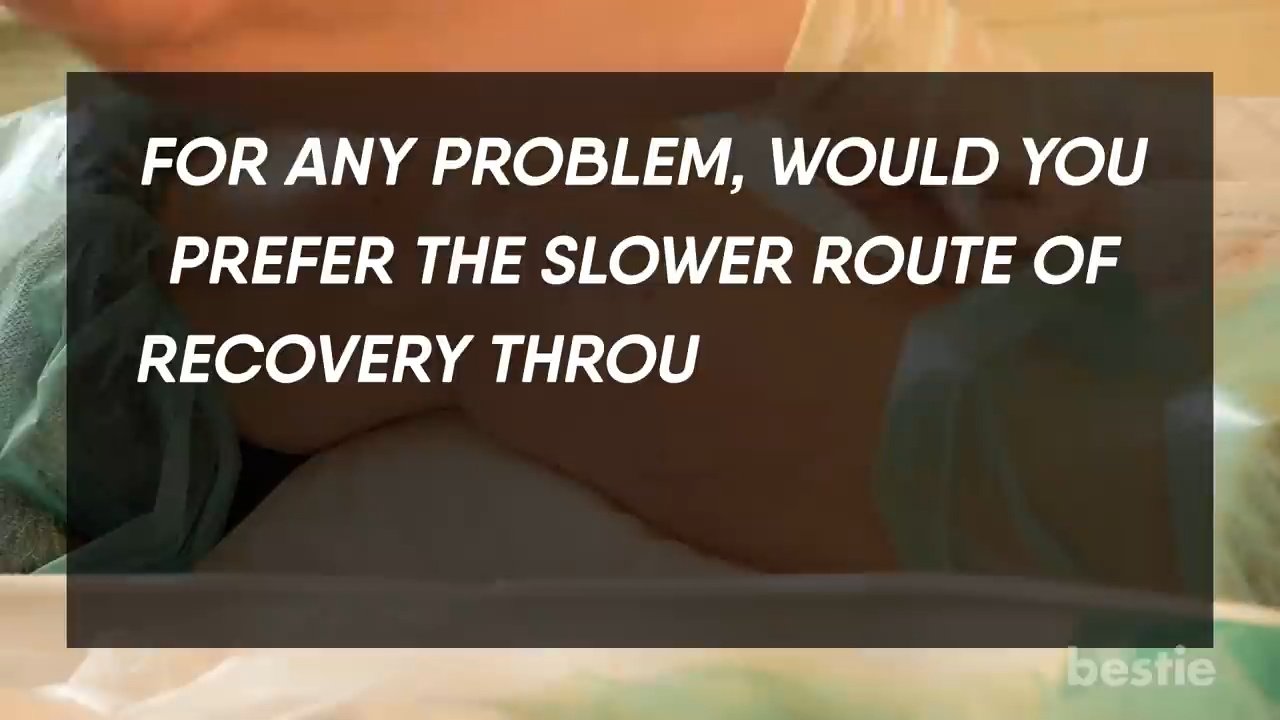 FOR ANY PROBLEM, WOULD YOU
PREFER THE SLOWER ROUTE OF
RECOVERY THROU
bestie